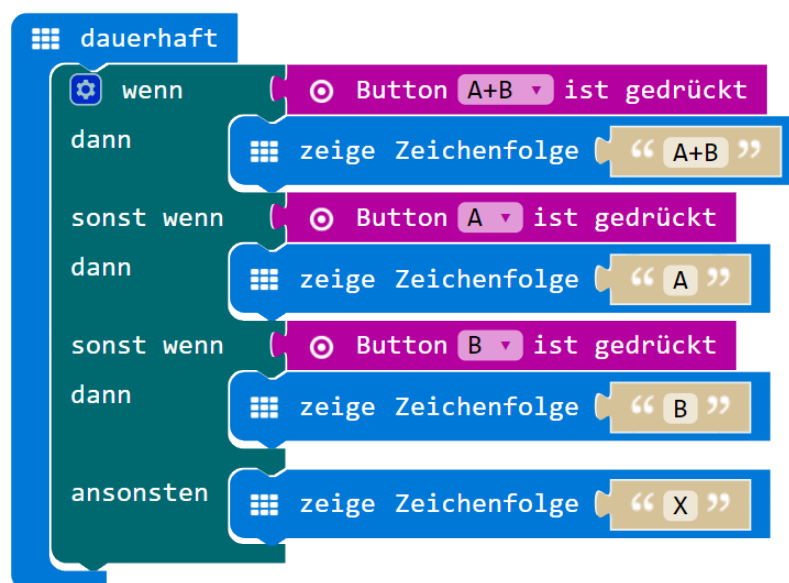 dauerhaft
wenn Button A+B ist gedrückt
dann zeige Zeichenfolge “ A+B ”
sonst wenn Button A ist gedrückt
dann zeige Zeichenfolge “ A ”
sonst wenn Button B ist gedrückt
dann zeige Zeichenfolge “ B ”
ansonsten zeige Zeichenfolge “ X ”